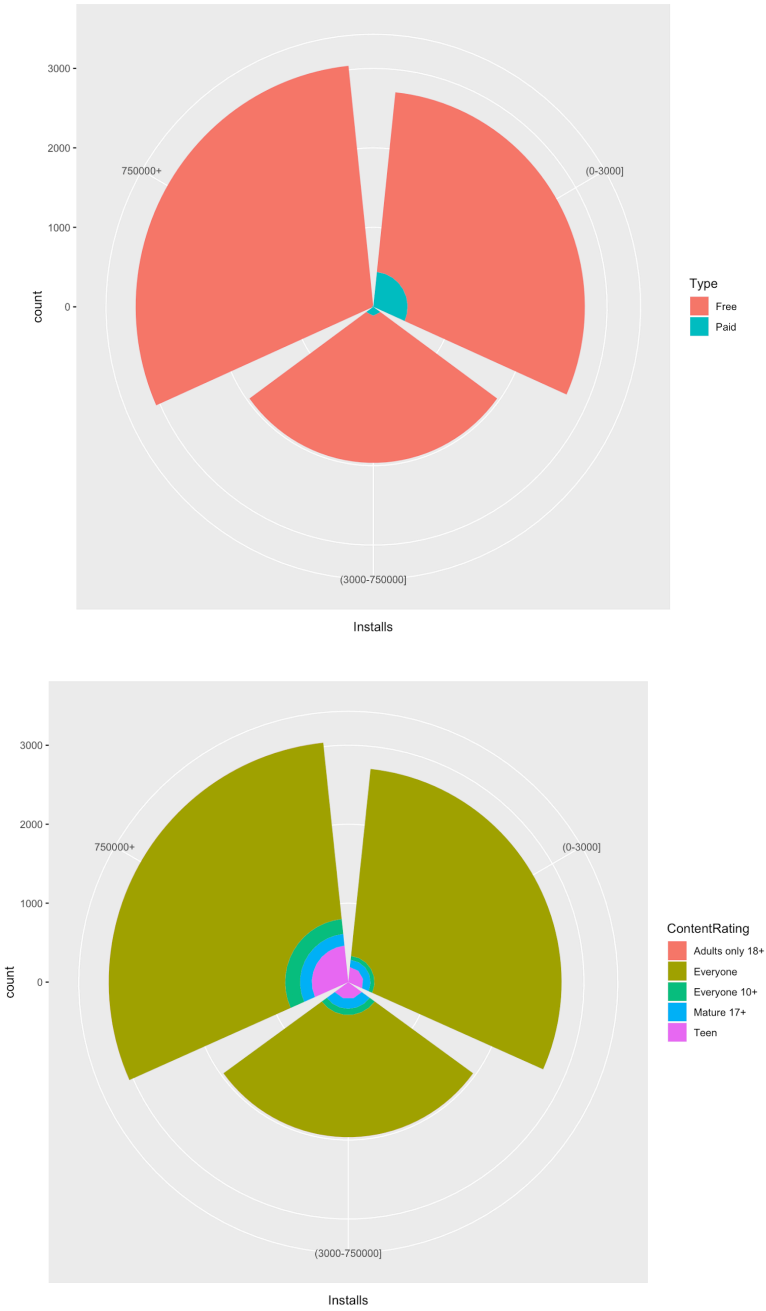 3000
750000+
(0-3000]
2000
1000
0
count
Type
Free
Paid
(3000-750000]
Installs
3000
2000
750000+
(0-3000]
1000
0
count
ContentRating
Adults only 18+
Everyone
Everyone 10+
Mature 17+
Teen
(3000-750000]
Installs